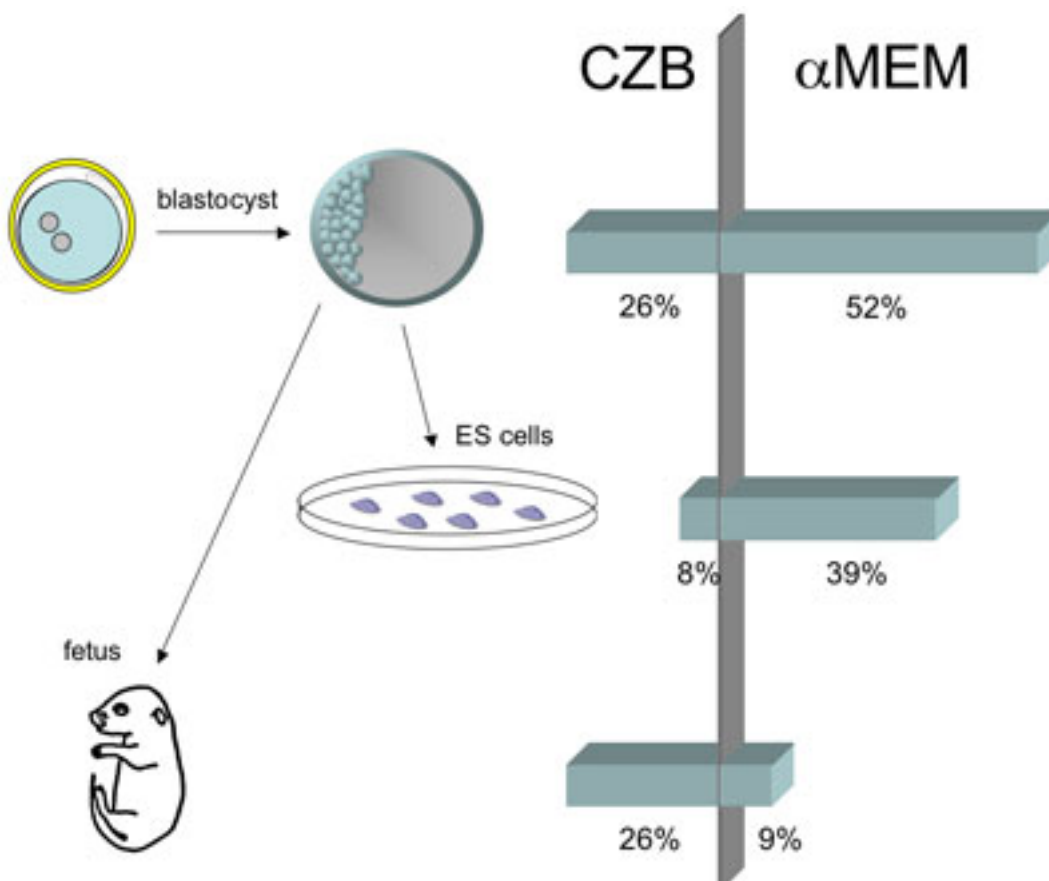 CZB αMEM
blastocyst
26% 52%
ES cells
8% 39%
fetus
26% 9%